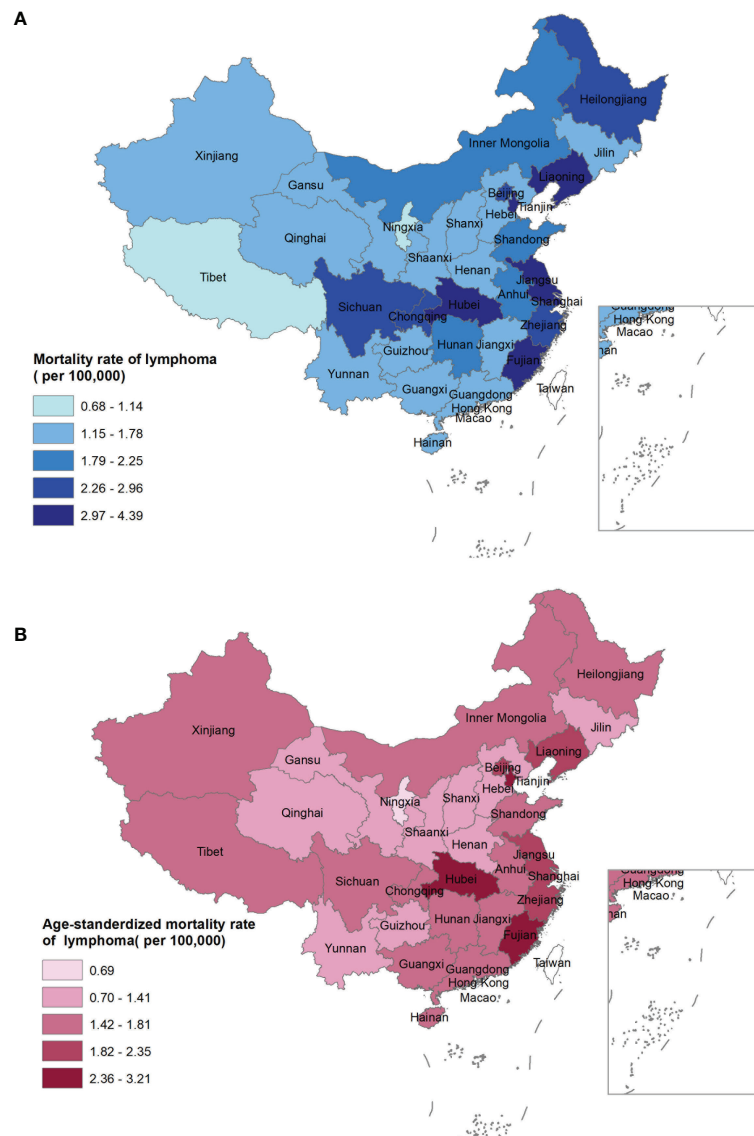 A
Heilongjiang
Xinjiang
Inner Mongolia
Jilin
Gansu
Liaoning
Beijing
Tianjin
Hebei
Ningxia
Shanxi
Qinghai
Shandong
Shaanxi
Henan
Tibet
Jiangsu
Sichuan
Hubei
Anhui
Shanghai
Chongqing
Zhejiang
Hunan
Jiangxi
Guizhou
Fujian
Yunnan
Guangxi
Guangdong
Taiwan
Hong Kong
Macao
Hainan
Guangdong
Hong Kong
Macao
nan
Mortality rate of lymphoma
( per 100,000)
0.68 - 1.14
1.15 - 1.78
1.79 - 2.25
2.26 - 2.96
2.97 - 4.39
B
Heilongjiang
Xinjiang
Inner Mongolia
Jilin
Gansu
Liaoning
Beijing
Tianjin
Hebei
Ningxia
Shanxi
Qinghai
Shandong
Shaanxi
Henan
Tibet
Jiangsu
Anhui
Sichuan
Hubei
Shanghai
Chongqing
Zhejiang
Hunan
Jiangxi
Guizhou
Fujian
Yunnan
Guangxi
Guangdong
Taiwan
Hong Kong
Macao
Hainan
Guangdong
Hong Kong
Macao
nan
Age-standerdized mortality rate
of lymphoma( per 100,000)
0.69
0.70 - 1.41
1.42 - 1.81
1.82 - 2.35
2.36 - 3.21